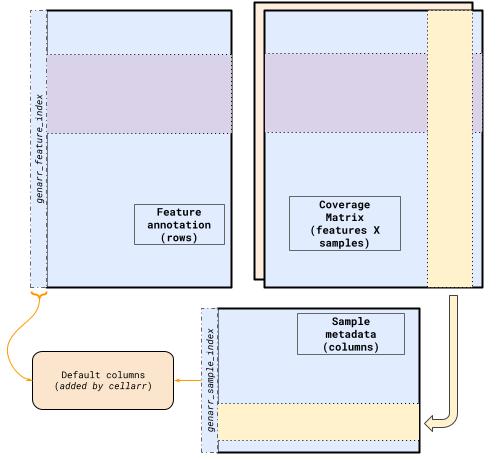 genarr_feature_index
Feature
annotation
(rows)
Coverage
Matrix
(features X
samples)
Sample
metadata
(columns)
genarr_sample_index
Default columns
(added by cellarr)